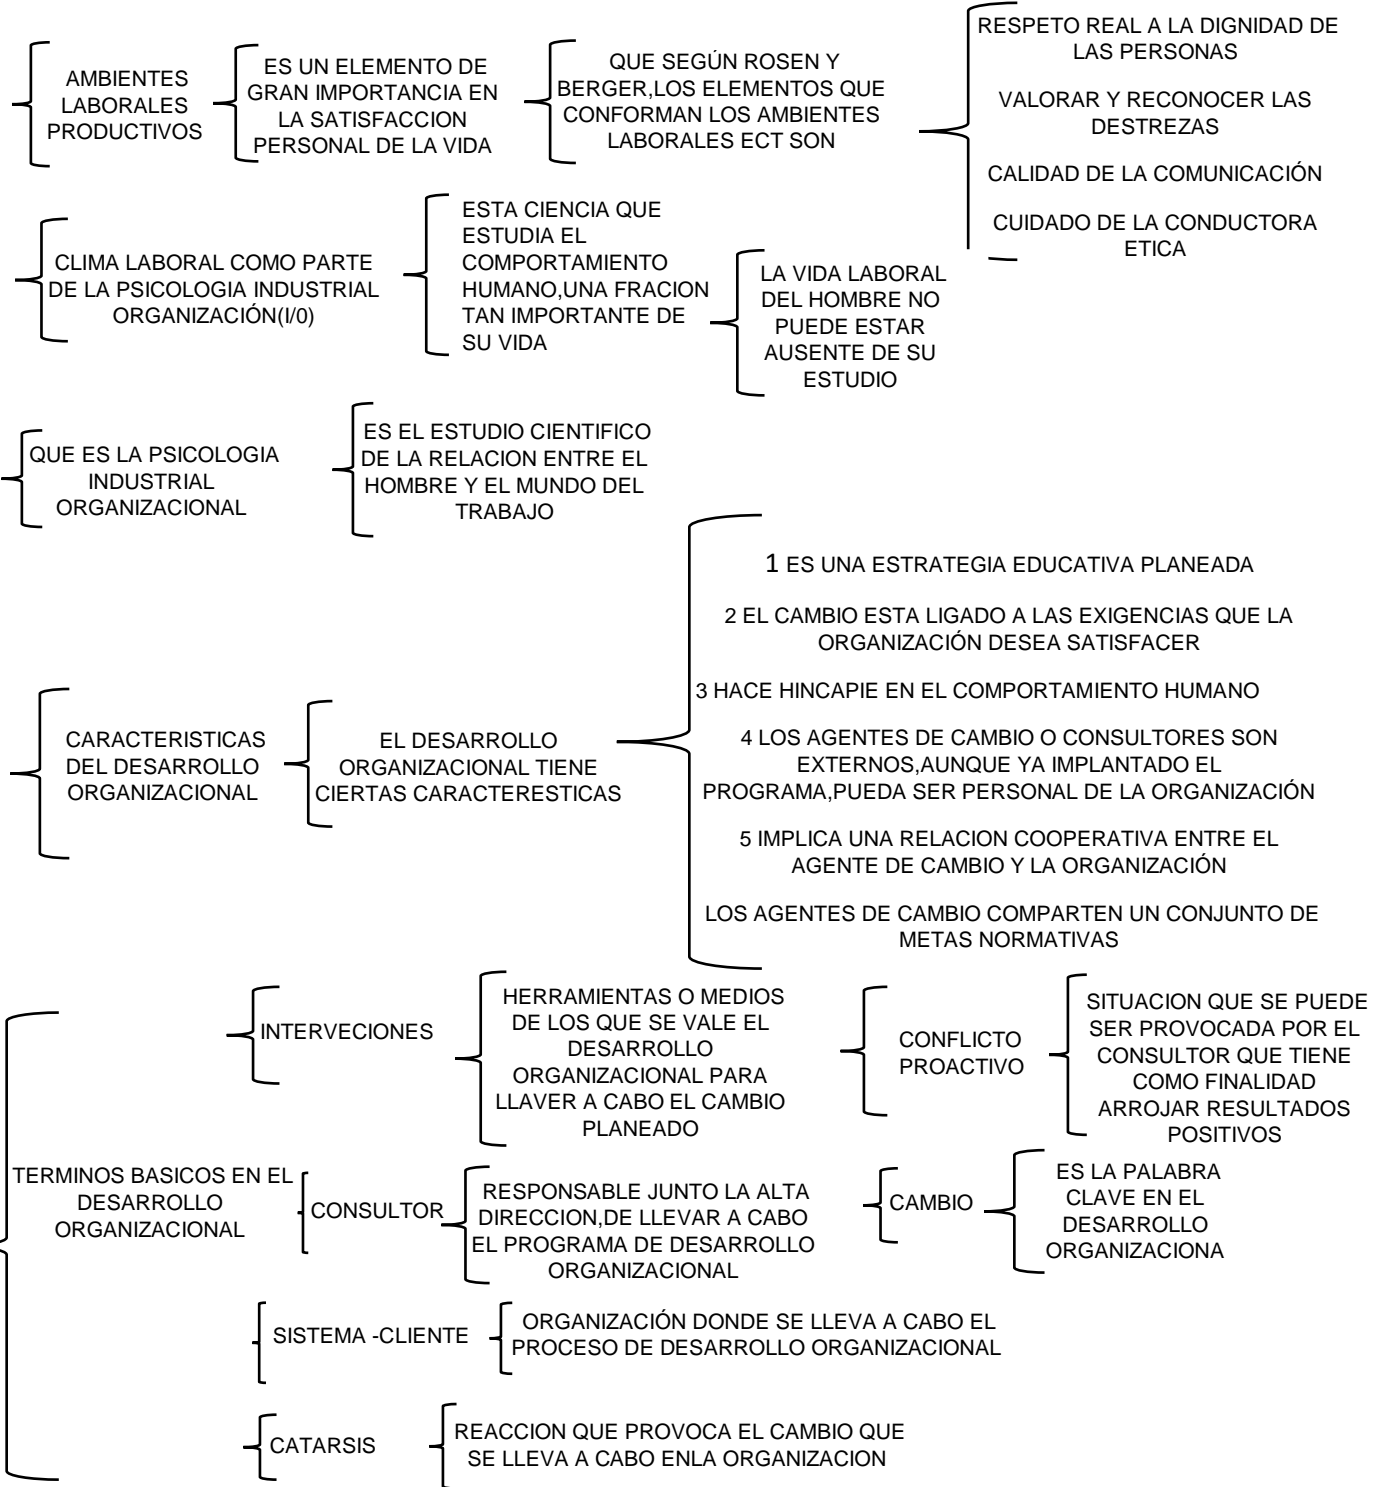 AMBIENTES
LABORALES
PRODUCTIVOS
ES UN ELEMENTO DE
GRAN IMPORTANCIA EN
LA SATISFACCION
PERSONAL DE LA VIDA
QUE SEGÚN ROSEN Y
BERGER,LOS ELEMENTOS QUE
CONFORMAN LOS AMBIENTES
LABORALES ECT SON
RESPETO REAL A LA DIGNIDAD DE
LAS PERSONAS
VALORAR Y RECONOCER LAS
DESTREZAS
CALIDAD DE LA COMUNICACIÓN
CUIDADO DE LA CONDUCTORA
ETICA
CLIMA LABORAL COMO PARTE
DE LA PSICOLOGIA INDUSTRIAL
ORGANIZACIÓN(I/0)
ESTA CIENCIA QUE
ESTUDIA EL
COMPORTAMIENTO
HUMANO,UNA FRACION
TAN IMPORTANTE DE
SU VIDA
LA VIDA LABORAL
DEL HOMBRE NO
PUEDE ESTAR
AUSENTE DE SU
ESTUDIO
QUE ES LA PSICOLOGIA
INDUSTRIAL
ORGANIZACIONAL
ES EL ESTUDIO CIENTIFICO
DE LA RELACION ENTRE EL
HOMBRE Y EL MUNDO DEL
TRABAJO
CARACTERISTICAS
DEL DESARROLLO
ORGANIZACIONAL
EL DESARROLLO
ORGANIZACIONAL TIENE
CIERTAS CARACTERESTICAS
1 ES UNA ESTRATEGIA EDUCATIVA PLANEADA
2 EL CAMBIO ESTA LIGADO A LAS EXIGENCIAS QUE LA
ORGANIZACIÓN DESEA SATISFACER
3 HACE HINCAPIE EN EL COMPORTAMIENTO HUMANO
4 LOS AGENTES DE CAMBIO O CONSULTORES SON
EXTERNOS,AUNQUE YA IMPLANTADO EL
PROGRAMA,PUEDA SER PERSONAL DE LA ORGANIZACIÓN
5 IMPLICA UNA RELACION COOPERATIVA ENTRE EL
AGENTE DE CAMBIO Y LA ORGANIZACIÓN
LOS AGENTES DE CAMBIO COMPARTEN UN CONJUNTO DE
METAS NORMATIVAS
TERMINOS BASICOS EN EL
DESARROLLO
ORGANIZACIONAL
INTERVECIONES
HERRAMIENTAS O MEDIOS
DE LOS QUE SE VALE EL
DESARROLLO
ORGANIZACIONAL PARA
LLAVER A CABO EL CAMBIO
PLANEADO
CONFLICTO
PROACTIVO
SITUACION QUE SE PUEDE
SER PROVOCADA POR EL
CONSULTOR QUE TIENE
COMO FINALIDAD
ARROJAR RESULTADOS
POSITIVOS
CONSULTOR
RESPONSABLE JUNTO LA ALTA
DIRECCION,DE LLEVAR A CABO
EL PROGRAMA DE DESARROLLO
ORGANIZACIONAL
CAMBIO
ES LA PALABRA
CLAVE EN EL
DESARROLLO
ORGANIZACIONA
SISTEMA -CLIENTE
ORGANIZACIÓN DONDE SE LLEVA A CABO EL
PROCESO DE DESARROLLO ORGANIZACIONAL
CATARSIS
REACCION QUE PROVOCA EL CAMBIO QUE
SE LLEVA A CABO ENLA ORGANIZACION